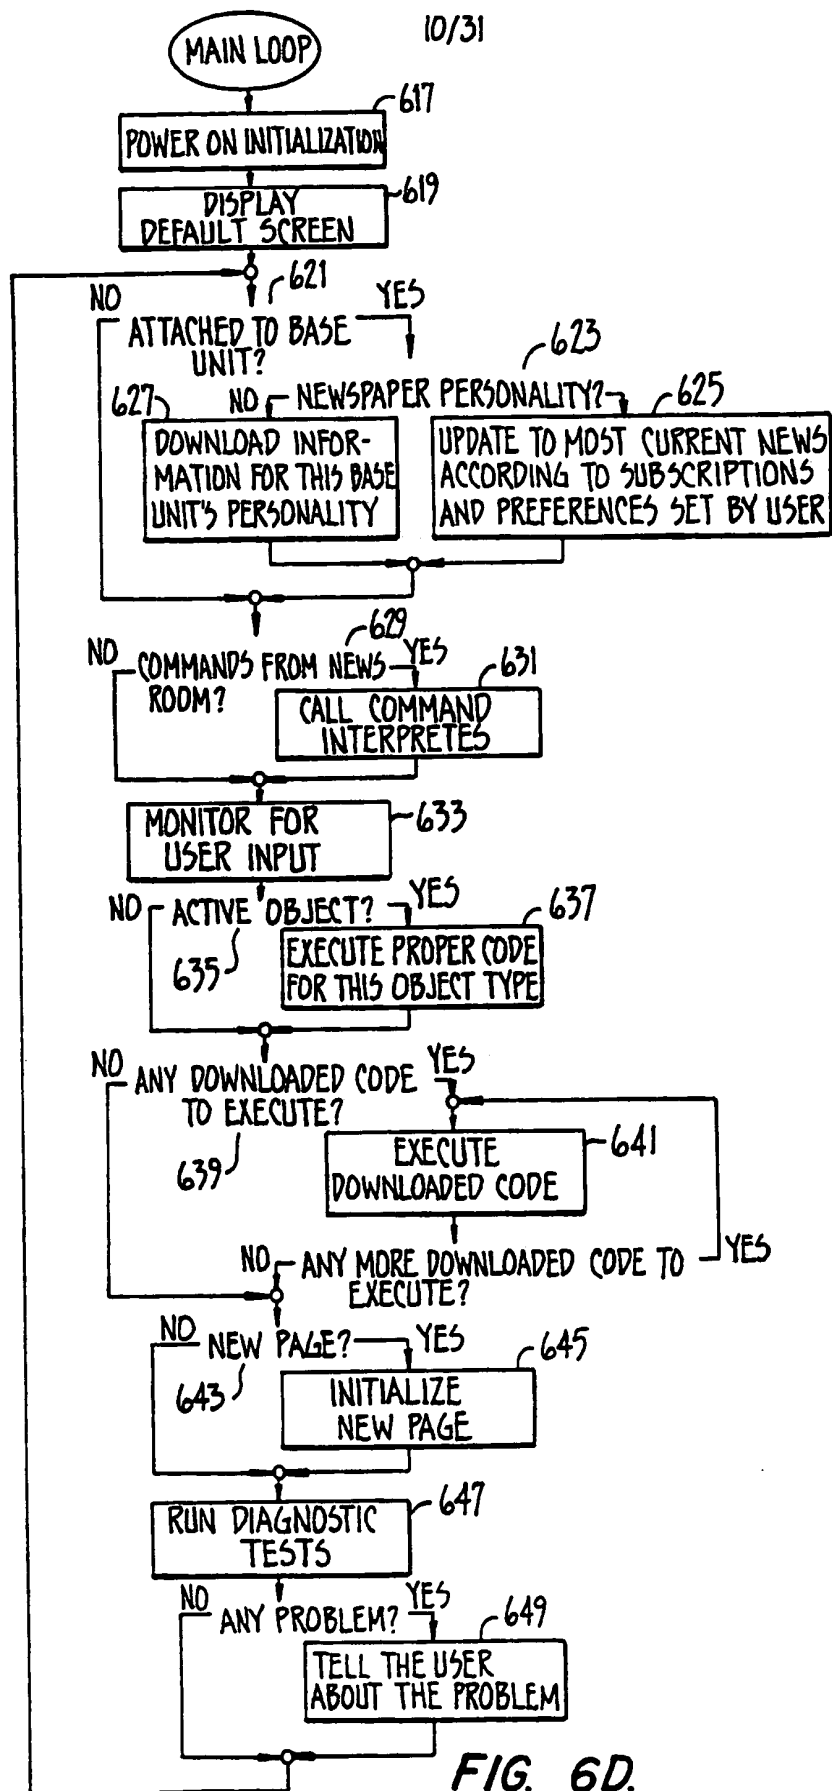 10/31
MAIN LOOP
617
POWER ON INITIALIZATION
619
DISPLAY
DEFAULT SCREEN
621
NO
YES
ATTACHED TO BASE
UNIT?
623
627
NO
NEWSPAPER PERSONALITY?
625
DOWNLOAD INFOR-
MATION FOR THIS BASE
UNIT'S PERSONALITY
UPDATE TO MOST CURRENT NEWS
ACCORDING TO SUBSCRIPTIONS
AND PREFERENCES SET BY USER
629
NO
COMMANDS FROM NEWS
ROOM?
YES
631
CALL COMMAND
INTERPRETES
633
MONITOR FOR
USER INPUT
NO
ACTIVE OBJECT?
YES
637
635
EXECUTE PROPER CODE
FOR THIS OBJECT TYPE
NO
ANY DOWNLOADED CODE
TO EXECUTE?
YES
639
641
EXECUTE
DOWNLOADED CODE
NO
ANY MORE DOWNLOADED CODE TO
EXECUTE?
YES
NO
NEW PAGE?
YES
645
643
INITIALIZE
NEW PAGE
647
RUN DIAGNOSTIC
TESTS
NO
ANY PROBLEM?
YES
649
TELL THE USER
ABOUT THE PROBLEM
FIG. 6D.